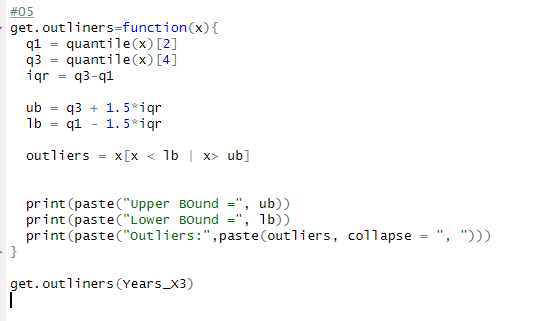 #05
get.outliners=function(x){
q1 = quantile(x)[2]
q3 = quantile(x)[4]
iqr = q3-q1
ub = q3 + 1.5*iqr
lb = q1 - 1.5*iqr
outliers = x[x < lb | x> ub]
print(paste("Upper BOund =", ub))
print(paste("Lower BOund =", lb))
print(paste("Outliers:",paste(outliers, collapse = ", ")))
}
get.outliners(Years_X3)